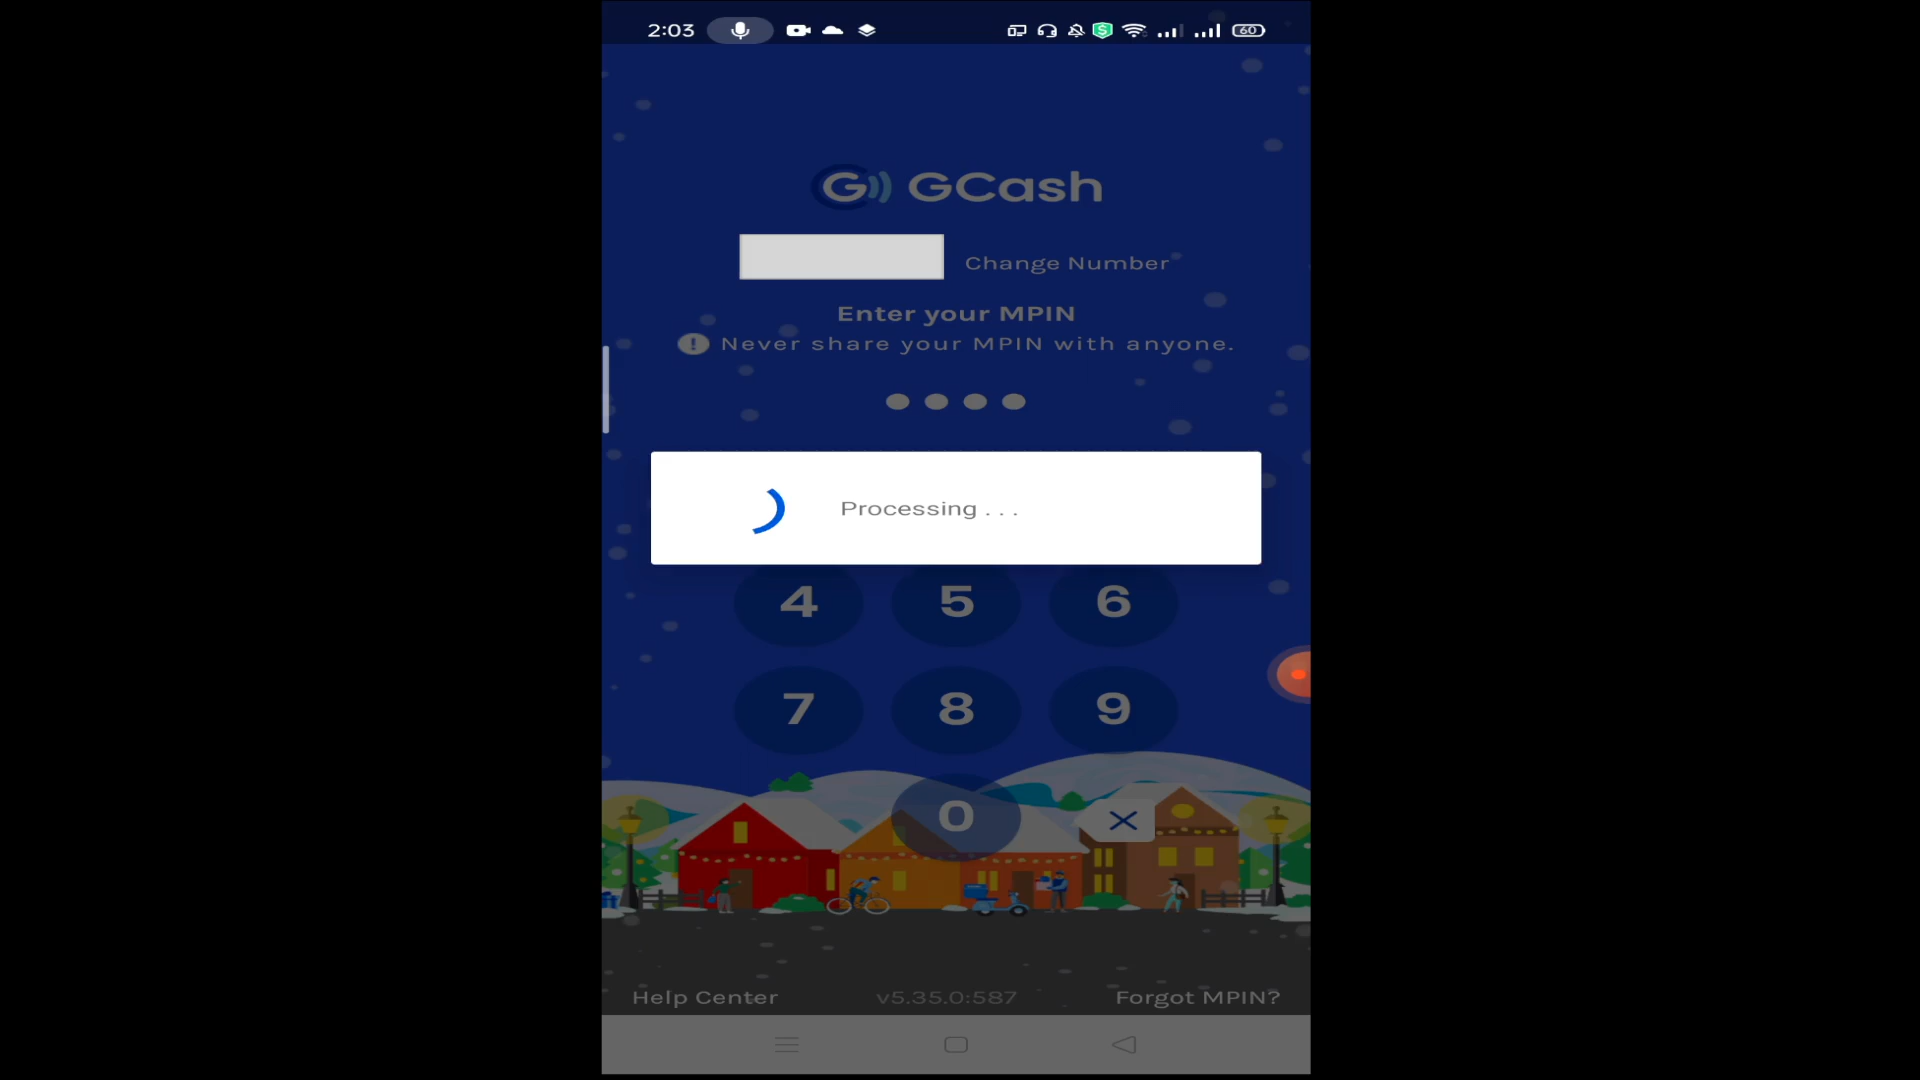 2:03 60
G GCash
Change Number
Enter your MPIN
! Never share your MPIN with anyone.
Processing . . .
4 5 6
7 8 9
0
Help Center v5.35.0:587 Forgot MPIN?